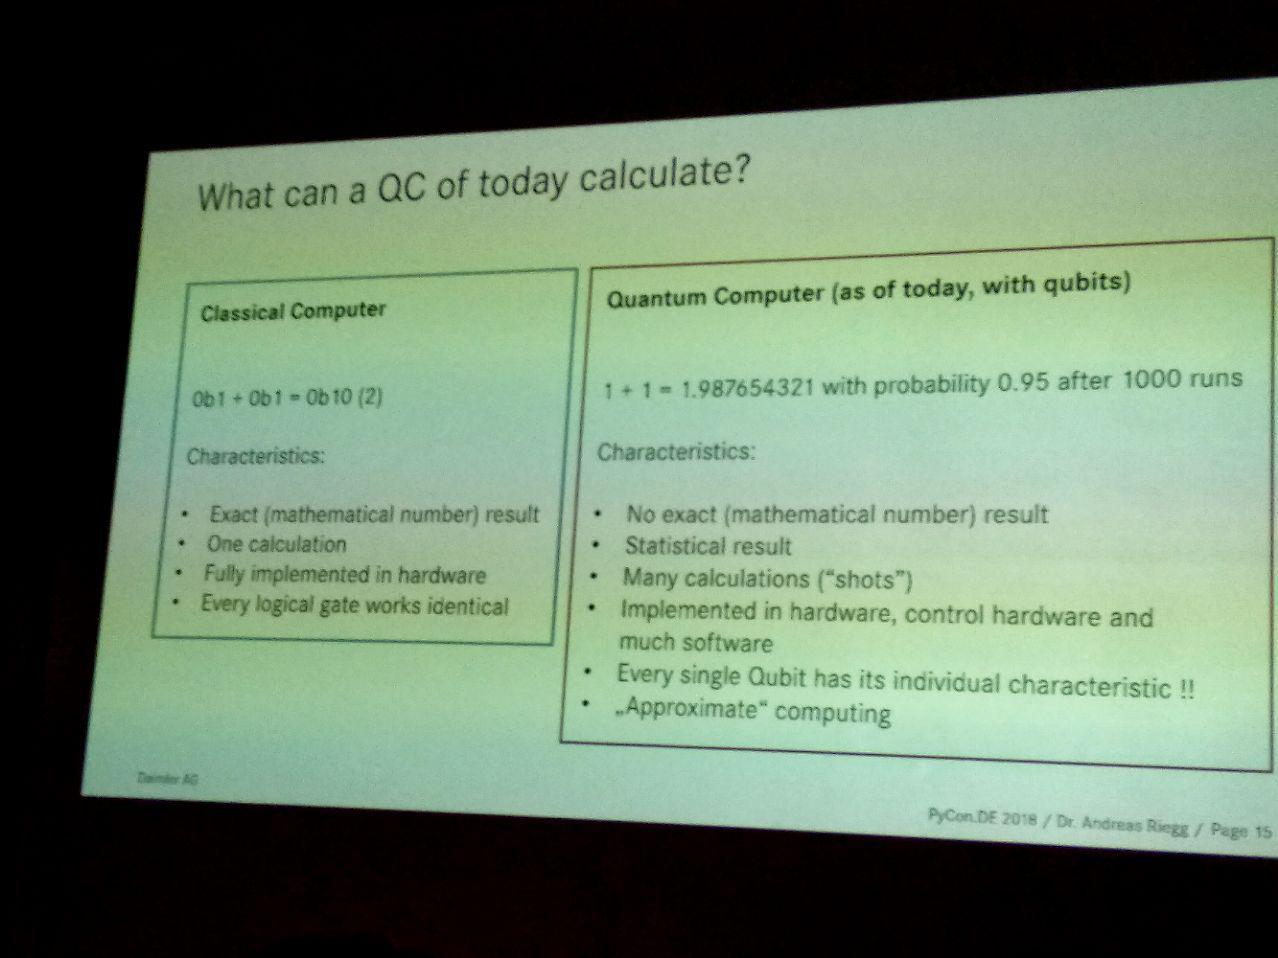 What can a QC of today calculate?
Classical Computer
0b1 + 0b1 = 0b10 (2)
Characteristics:
• Exact (mathematical number) result
• One calculation
• Fully implemented in hardware
• Every logical gate works identical
Quantum Computer (as of today, with qubits)
1 + 1 = 1.987654321 with probability 0.95 after 1000 runs
Characteristics:
• No exact (mathematical number) result
• Statistical result
• Many calculations (“shots”)
• Implemented in hardware, control hardware and
much software
• Every single Qubit has its individual characteristic !!
• „Approximate“ computing
Daimler AG
PyCon.DE 2018 / Dr. Andreas Riegg / Page 15